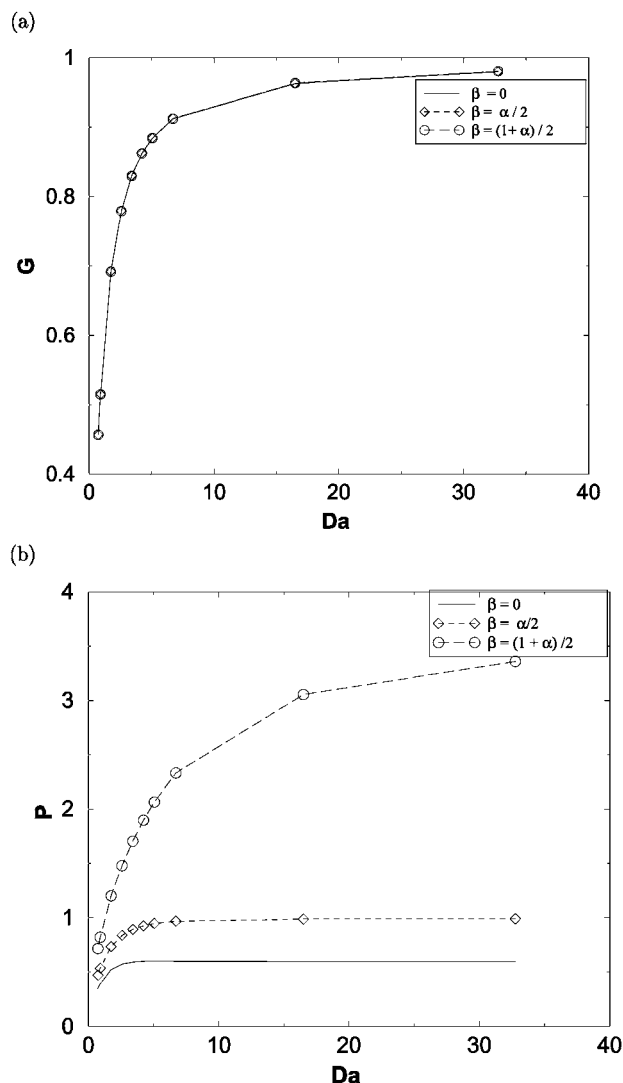 (a)
1
β = 0
β = α / 2
β = (1+ α) / 2
0.8
G
0.6
0.4
0 10 20 30 40
Da
(b)
4
β = 0
β = α/2
β = (1 + α) /2
3
P
2
1
0
0 10 20 30 40
Da